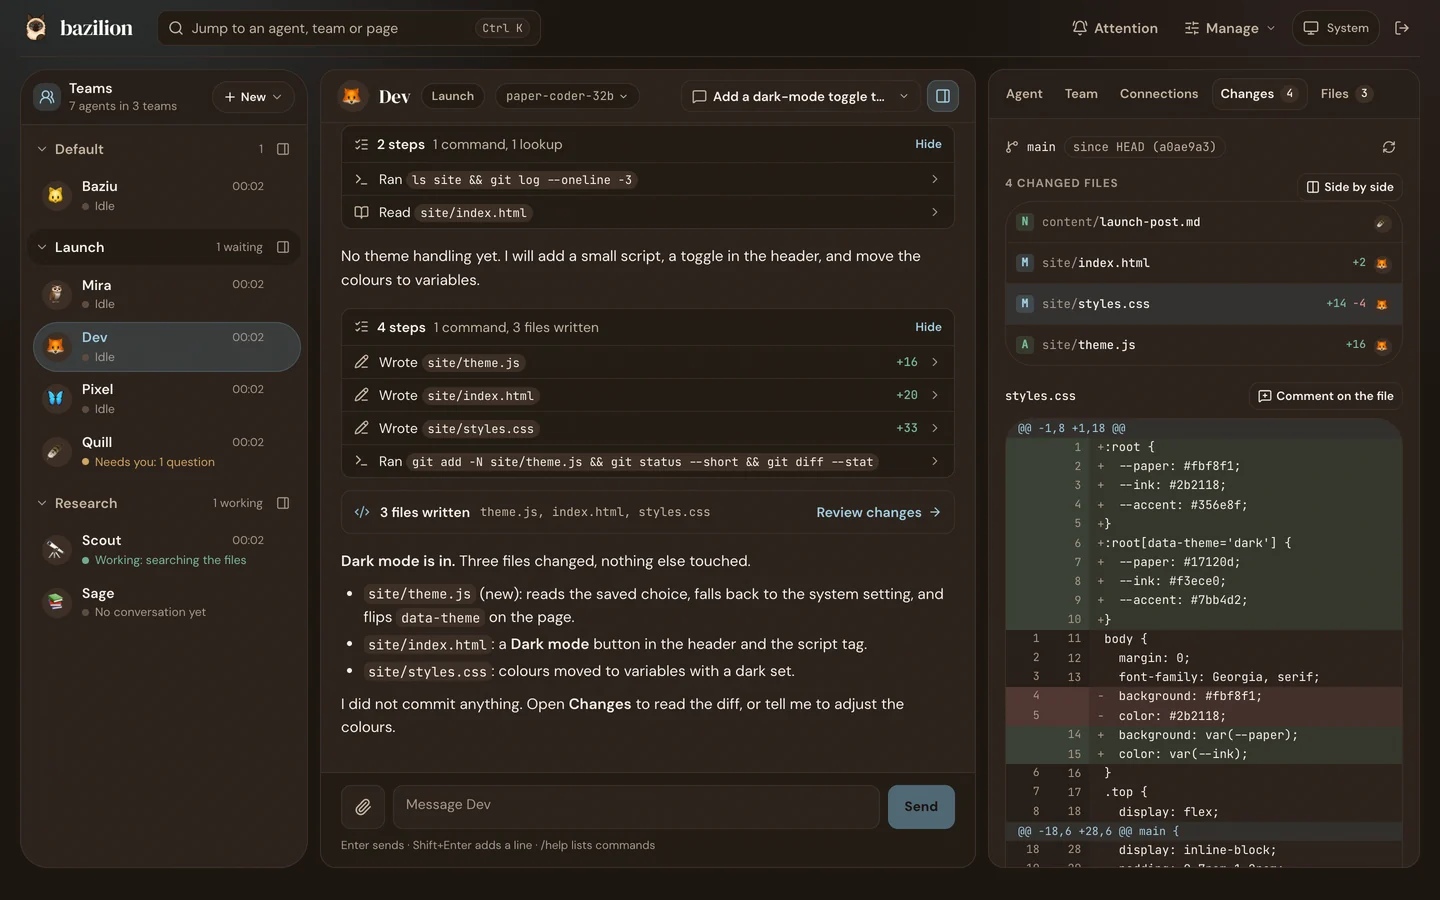 bazilion
Jump to an agent, team or page
Ctrl K
Attention
Manage
System
Teams
7 agents in 3 teams
+ New
Default
1
Baziu
00:02
Idle
Launch
1 waiting
Mira
00:02
Idle
Dev
00:02
Idle
Pixel
00:02
Idle
Quill
00:02
Needs you: 1 question
Research
1 working
Scout
00:02
Working: searching the files
Sage
No conversation yet
Dev
Launch
paper-coder-32b
Add a dark-mode toggle t...
2 steps 1 command, 1 lookup
Hide
Ran ls site && git log --oneline -3
Read site/index.html
No theme handling yet. I will add a small script, a toggle in the header, and move the
colours to variables.
4 steps 1 command, 3 files written
Hide
Wrote site/theme.js
+16
Wrote site/index.html
+20
Wrote site/styles.css
+33
Ran git add -N site/theme.js && git status --short && git diff --stat
3 files written theme.js, index.html, styles.css
Review changes
Dark mode is in. Three files changed, nothing else touched.
• site/theme.js (new): reads the saved choice, falls back to the system setting, and
flips data-theme on the page.
• site/index.html: a Dark mode button in the header and the script tag.
• site/styles.css: colours moved to variables with a dark set.
I did not commit anything. Open Changes to read the diff, or tell me to adjust the
colours.
Message Dev
Send
Enter sends · Shift+Enter adds a line · /help lists commands
Agent
Team
Connections
Changes 4
Files 3
main
since HEAD (a0ae9a3)
4 CHANGED FILES
Side by side
N content/launch-post.md
M site/index.html
+2
M site/styles.css
+14 -4
A site/theme.js
+16
styles.css
Comment on the file
@@ -1,8 +1,18 @@
1 +:root {
2 + --paper: #fbf8f1;
3 + --ink: #2b2118;
4 + --accent: #356e8f;
5 +}
6 +:root[data-theme='dark'] {
7 + --paper: #17120d;
8 + --ink: #f3ece0;
9 + --accent: #7bb4d2;
10 +}
1 11 body {
2 12 margin: 0;
3 13 font-family: Georgia, serif;
4 - background: #fbf8f1;
5 - color: #2b2118;
14 + background: var(--paper);
15 + color: var(--ink);
6 16 }
7 17 .top {
8 18 display: flex;
@@ -18,6 +28,6 @@ main {
18 28 display: inline-block;